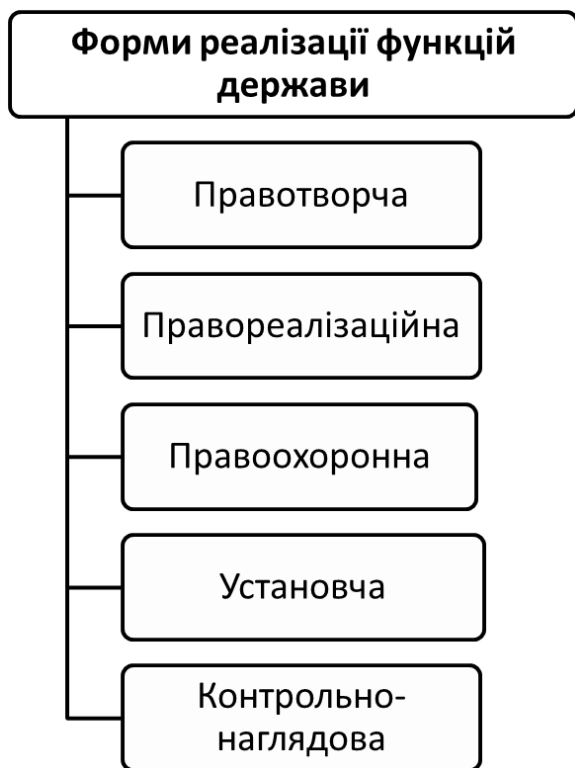 Форми реалізації функцій
держави
Правотворча
Правореалізаційна
Правоохоронна
Установча
Контрольно-
наглядова